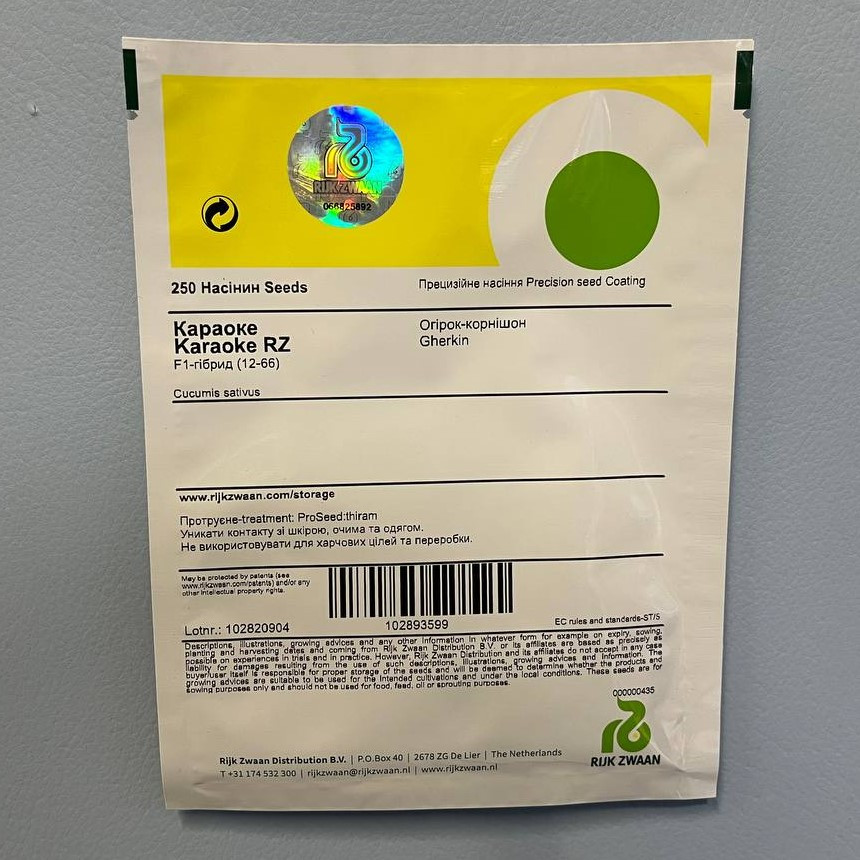 RIJK ZWAAN
066825892
250 Насінин Seeds
Прецизійне насіння Precision seed Coating
Караоке
Karaoke RZ
F1-гібрид (12-66)
Огірок-корнішон
Gherkin
Cucumis sativus
www.rijkzwaan.com/storage
Протруєне-treatment: ProSeed:thiram
Уникати контакту зі шкірою, очима та одягом.
Не використовувати для харчових цілей та переробки.
May be protected by patents (see
www.rijkzwaan.com/patents) and/or any
other intellectual property rights.
Lotnr.: 102820904
102893599
EC rules and standards-ST/5
Descriptions, illustrations, growing advices and any other information in whatever form for example on expiry, sowing,
planting and harvesting dates and coming from Rijk Zwaan Distribution B.V. or its affiliates are based as precisely as
possible on experiences in trials and in practice. However, Rijk Zwaan Distribution and its affiliates do not accept in any case
liability for damages resulting from the use of such descriptions, illustrations, growing advices and information. The
buyer/user itself is responsible for proper storage of the seeds and will be deemed to determine whether the products and
growing advices are suitable to be used for the intended cultivations and under the local conditions. These seeds are for
sowing purposes only and should not be used for food, feed, oil or sprouting purposes.
000000435
RIJK ZWAAN
Rijk Zwaan Distribution B.V. | P.O.Box 40 | 2678 ZG De Lier | The Netherlands
T +31 174 532 300 | rijkzwaan@rijkzwaan.nl | www.rijkzwaan.nl